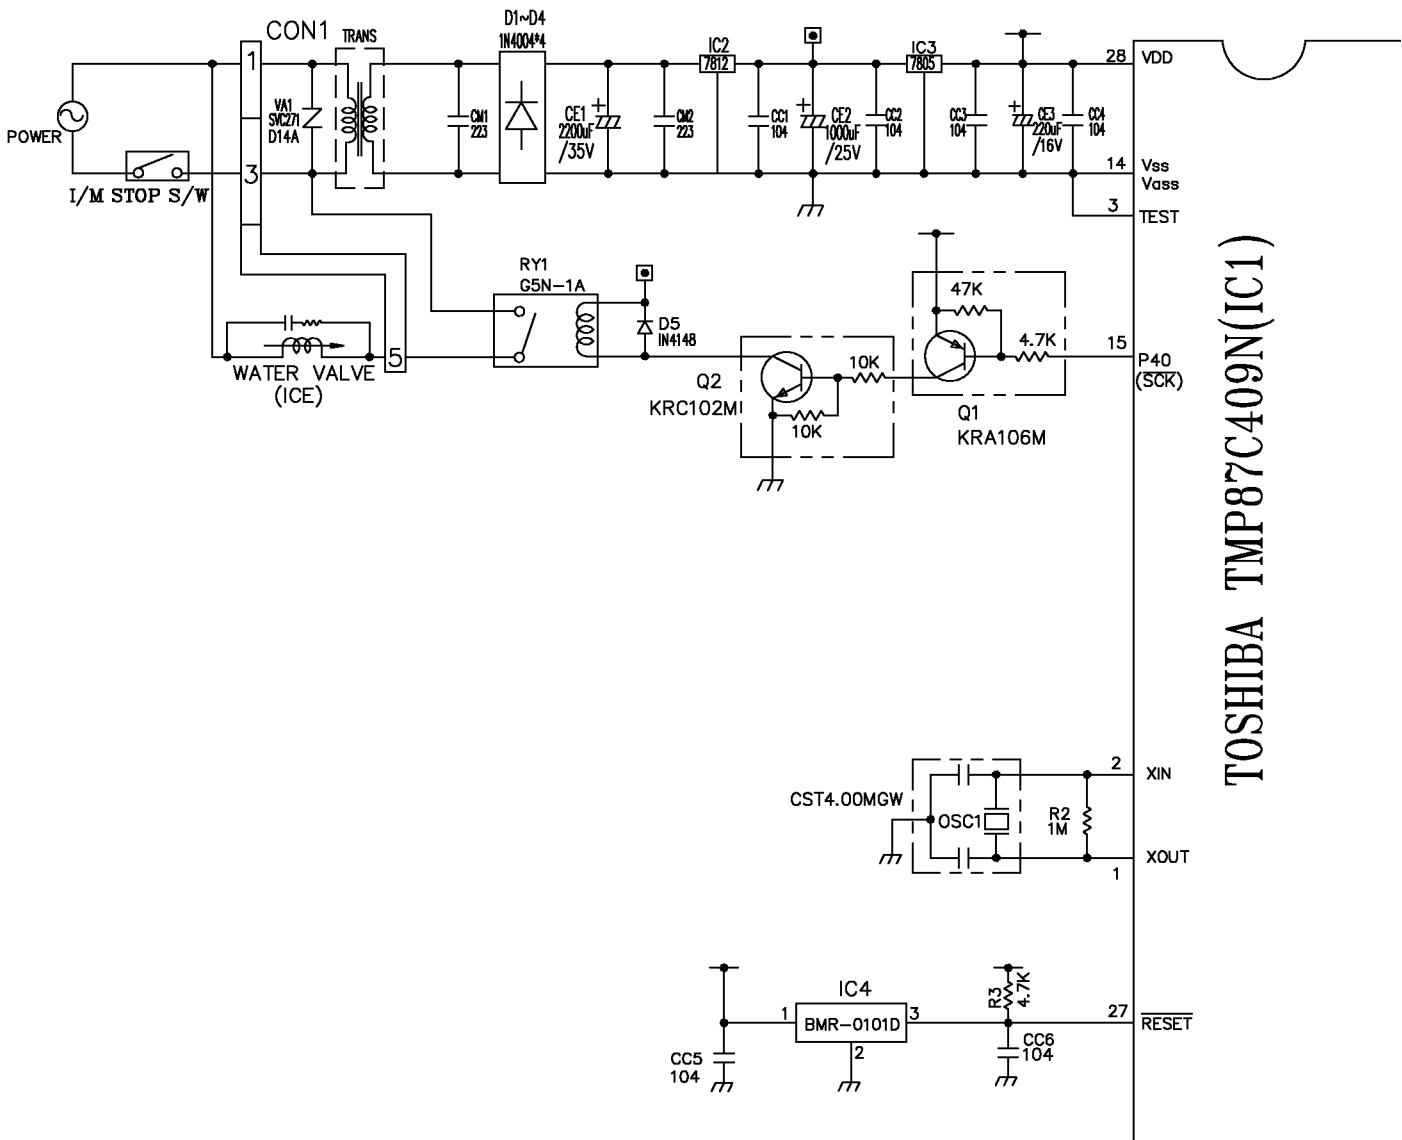 CON1
TRANS
D1~D4
1N4004*4
IC2
7812
IC3
7805
28
VDD
1
POWER
VA1
SVC271
D14A
CM1
223
CE1
2200uF
/35V
CM2
223
CC1
104
CE2
1000uF
/25V
CC2
104
CC3
104
CE3
220uF
/16V
CC4
104
3
I/M STOP S/W
14
Vss
Vass
3
TEST
RY1
G5N-1A
D5
IN4148
47K
4.7K
15
P40
(SCK)
5
WATER VALVE
(ICE)
Q2
KRC102M
10K
10K
Q1
KRA106M
TOSHIBA TMP87C409N(IC1)
2
XIN
CST4.00MGW
OSC1
R2
1M
XOUT
1
IC4
1
BMR-0101D
3
2
R3
4.7K
27
RESET
CC5
104
CC6
104